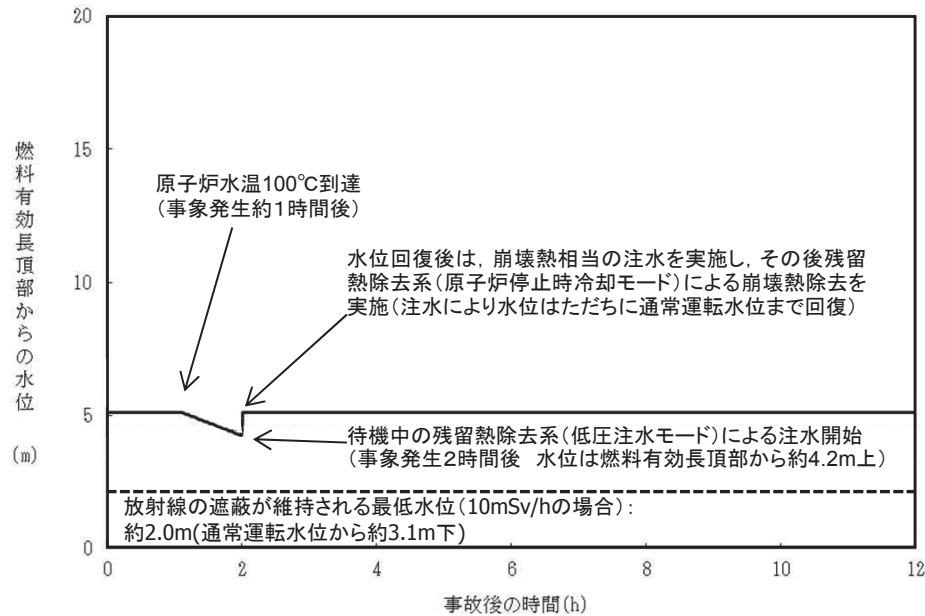 20
15
10
5
0
燃料有効長頂部からの水位
(m)
原子炉水温100℃到達
（事象発生約１時間後）
水位回復後は，崩壊熱相当の注水を実施し，その後残留
熱除去系（原子炉停止時冷却モード）による崩壊熱除去を
実施（注水により水位はただちに通常運転水位まで回復）
待機中の残留熱除去系（低圧注水モード）による注水開始
（事象発生２時間後　水位は燃料有効長頂部から約4.2m上）
放射線の遮蔽が維持される最低水位（10mSv/hの場合）：
約2.0m(通常運転水位から約3.1m下）
0 2 4 6 8 10 12
事故後の時間(h)